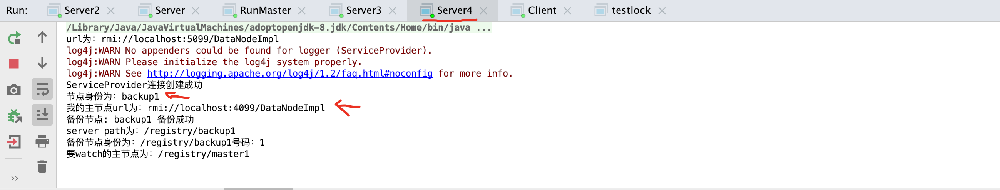 Run: Server2 Server RunMaster Server3 Server4 Client testlock
/Library/Java/JavaVirtualMachines/adoptopenjdk-8.jdk/Contents/Home/bin/java ...
url为：rmi://localhost:5099/DataNodeImpl
log4j:WARN No appenders could be found for logger (ServiceProvider).
log4j:WARN Please initialize the log4j system properly.
log4j:WARN See http://logging.apache.org/log4j/1.2/faq.html#noconfig for more info.
ServiceProvider连接创建成功
节点身份为：backup1
我的主节点url为：rmi://localhost:4099/DataNodeImpl
备份节点: backup1 备份成功
server path为：/registry/backup1
备份节点身份为：/registry/backup1号码：1
要watch的主节点为：/registry/master1